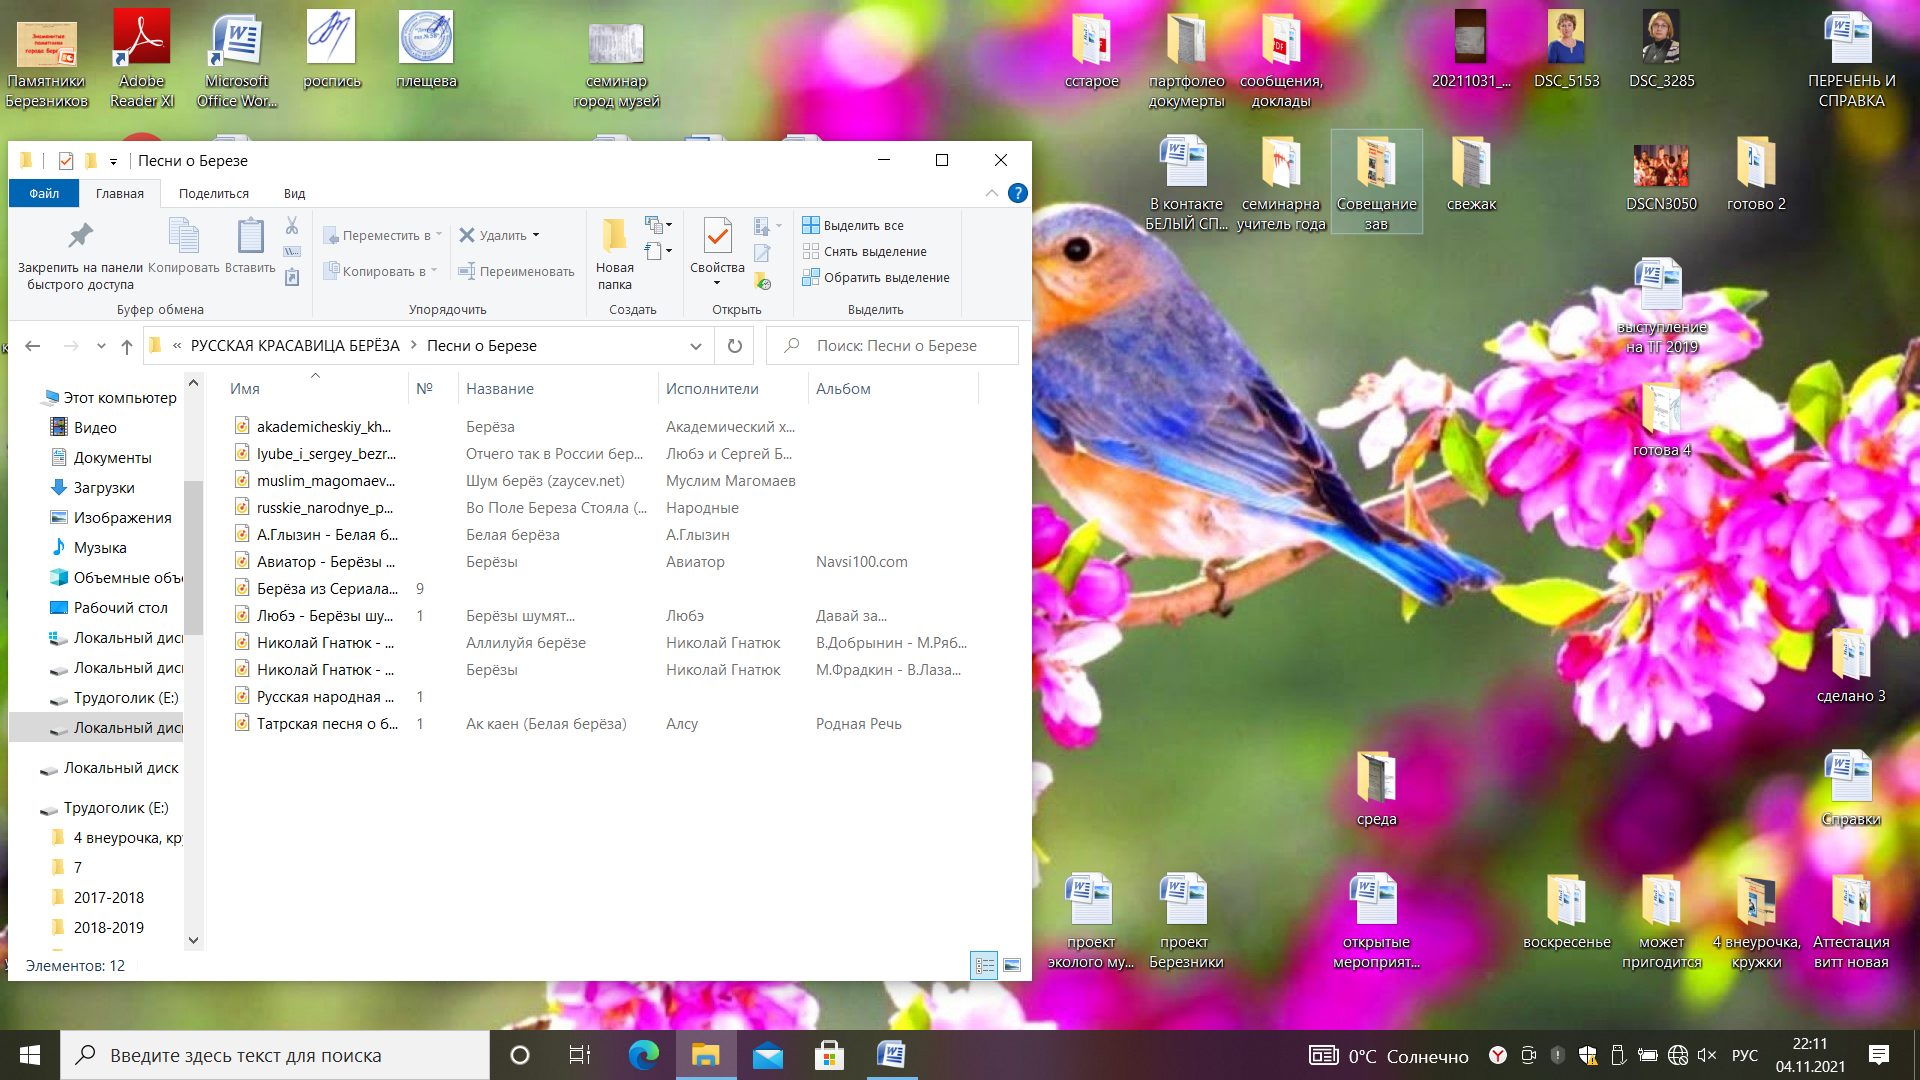 Памятники
Березников
Adobe
Reader XI
Microsoft
Office Wor...
роспись
плещева
семинар
город музей
сстарое
партфолео
докумерты
сообщения,
доклады
20211031_...
DSC_5153
DSC_3285
ПЕРЕЧЕНЬ И
СПРАВКА
В контакте
БЕЛЫЙ СП...
семинарна
учитель года
Совещание
зав
свежак
DSCN3050
готово 2
выступление
на ТГ 2019
готова 4
сделано 3
среда
Справки
проект
эколого му...
проект
Березники
открытые
мероприят...
воскресенье
может
пригодится
4 внеурочка,
кружки
Аттестация
витт новая
Песни о Березе
Файл Главная Поделиться Вид
Закрепить на панели
быстрого доступа
Копировать
Вставить
Буфер обмена
Переместить в
Копировать в
Удалить
Переименовать
Упорядочить
Новая
папка
Создать
Свойства
Открыть
Выделить все
Снять выделение
Обратить выделение
Выделить
« РУССКАЯ КРАСАВИЦА БЕРЁЗА > Песни о Березе
Поиск: Песни о Березе
Этот компьютер
Видео
Документы
Загрузки
Изображения
Музыка
Объемные объ
Рабочий стол
Локальный дис
Локальный дис
Трудоголик (E:)
Локальный дис
Локальный диск
Трудоголик (E:)
4 внеурочка, кр
7
2017-2018
2018-2019
Имя № Название Исполнители Альбом
akademicheskiy_kh... Берёза Академический х...
lyube_i_sergey_bezr... Отчего так в России бер... Любэ и Сергей Б...
muslim_magomaev... Шум берёз (zaycev.net) Муслим Магомаев
russkie_narodnye_p... Во Поле Береза Стояла (... Народные
А.Глызин - Белая б... Белая берёза А.Глызин
Авиатор - Берёзы ... Берёзы Авиатор Navsi100.com
Берёза из Сериала... 9
Любэ - Берёзы шу... 1 Берёзы шумят... Любэ Давай за...
Николай Гнатюк - ... Аллилуйя берёзе Николай Гнатюк В.Добрынин - М.Ряб...
Николай Гнатюк - ... Берёзы Николай Гнатюк М.Фрадкин - В.Лаза...
Русская народная ... 1
Татрская песня о б... 1 Ак каен (Белая берёза) Алсу Родная Речь
Элементов: 12
Введите здесь текст для поиска
0°C Солнечно
РУС
22:11
04.11.2021